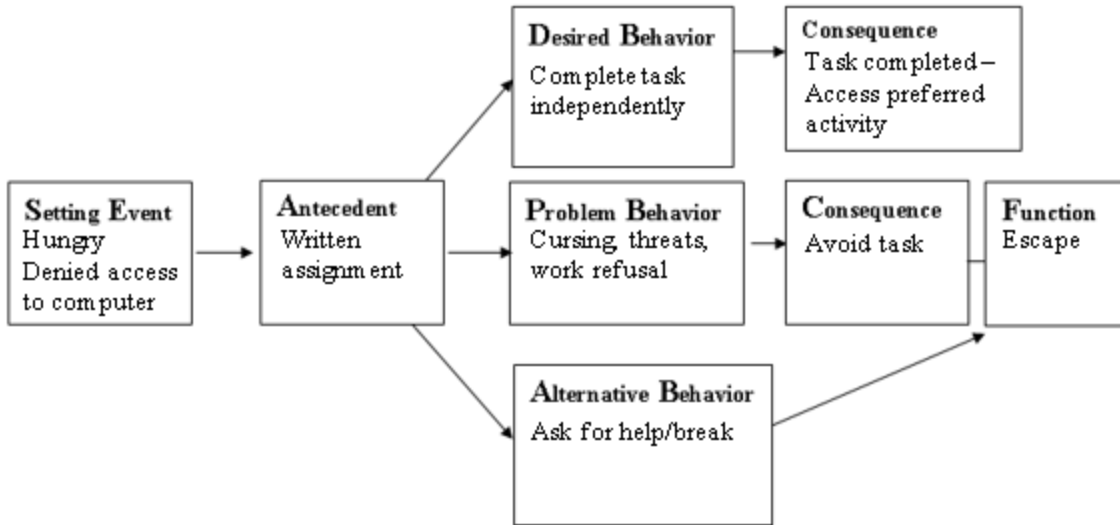 Desired Behavior
Complete task
independently
Consequence
Task completed–
Access preferred
activity
Setting Event
Hungry
Denied access
to computer
Antecedent
Written
assignment
Problem Behavior
Cursing, threats,
work refusal
Consequence
Avoid task
Function
Escape
Alternative Behavior
Ask for help/break